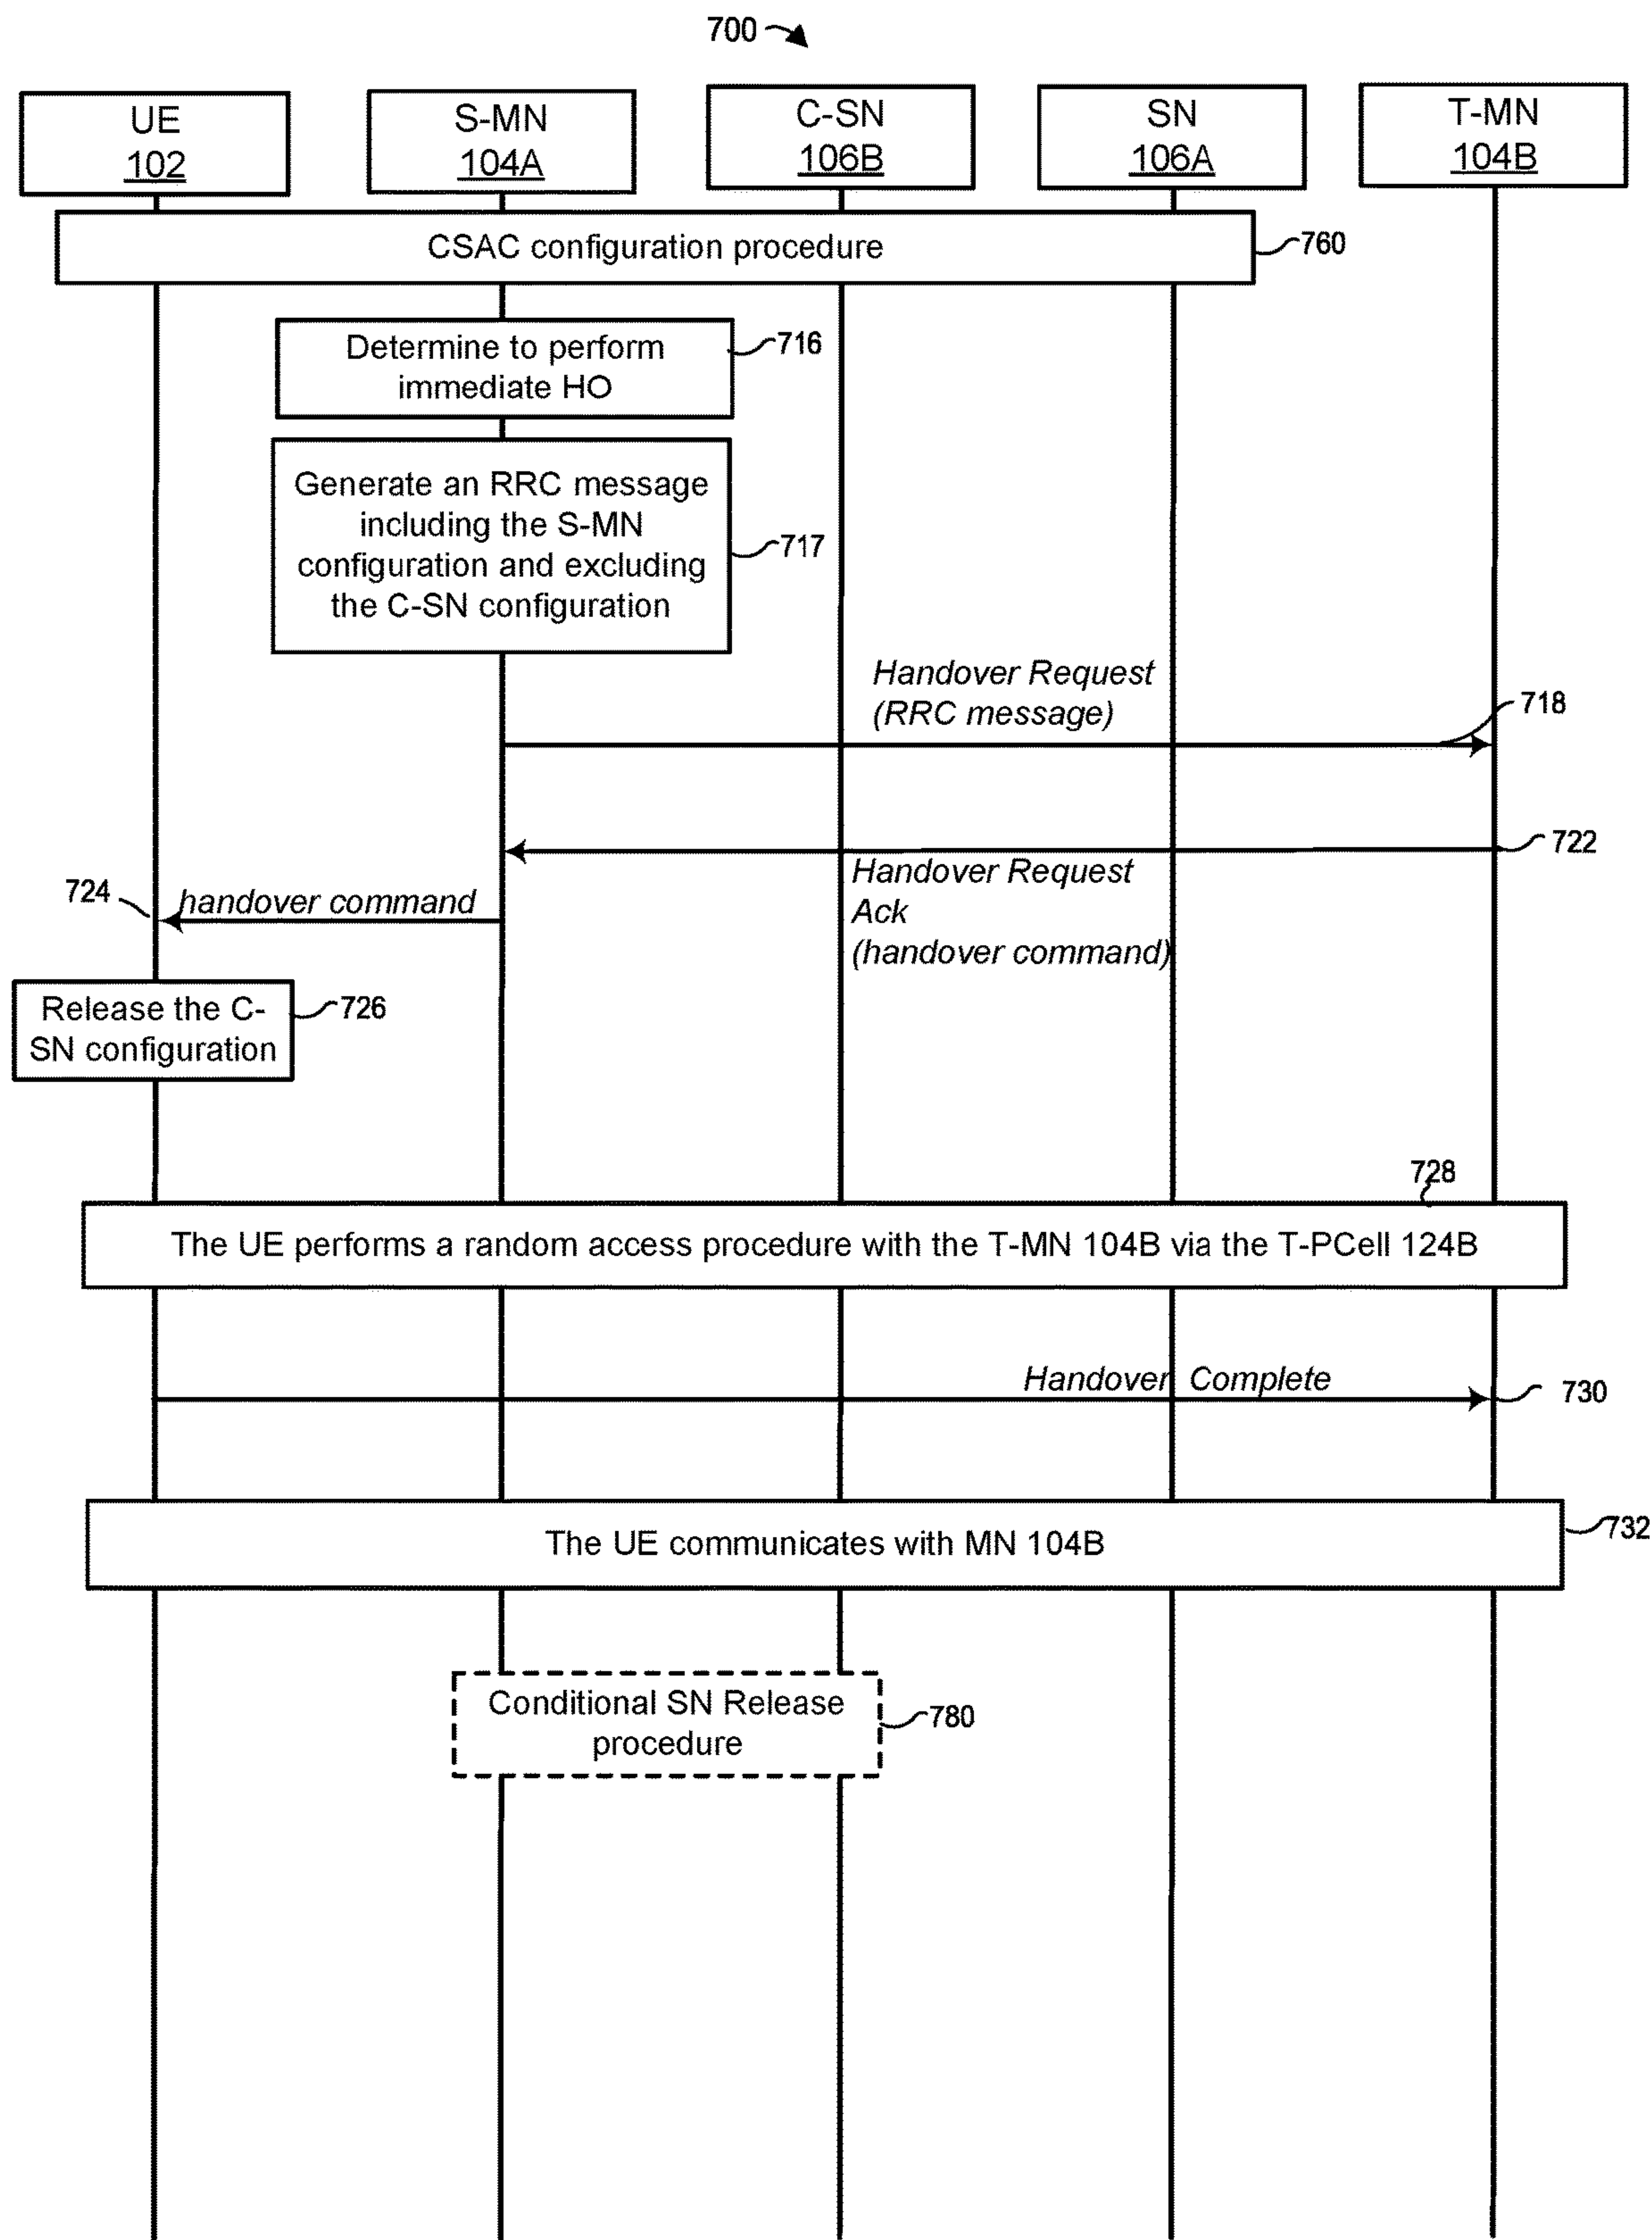 700
UE
102
S-MN
104A
C-SN
106B
SN
106A
T-MN
104B
CSAC configuration procedure
760
Determine to perform
immediate HO
716
Generate an RRC message
including the S-MN
configuration and excluding
the C-SN configuration
717
Handover Request
(RRC message)
718
722
Handover Request
Ack
(handover command)
724
handover command
Release the C-
SN configuration
726
728
The UE performs a random access procedure with the T-MN 104B via the T-PCell 124B
Handover Complete
730
The UE communicates with MN 104B
732
Conditional SN Release
procedure
780